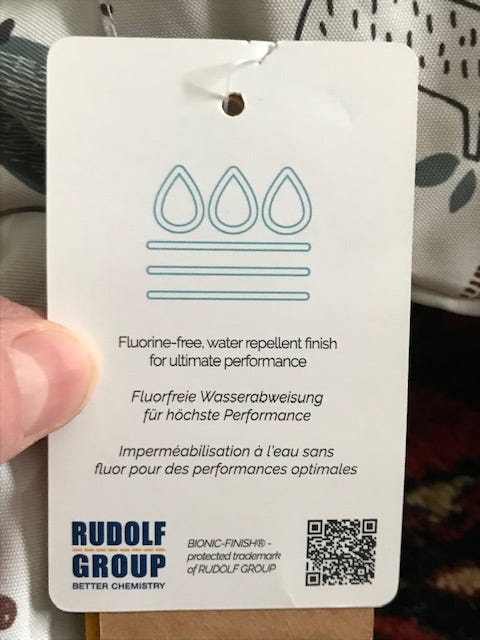 Fluorine-free, water repellent finish
for ultimate performance
Fluorfreie Wasserabweisung
für höchste Performance
Imperméabilisation à l'eau sans
fluor pour des performances optimales
RUDOLF
GROUP
BETTER CHEMISTRY
BIONIC-FINISH® -
protected trademark
of RUDOLF GROUP